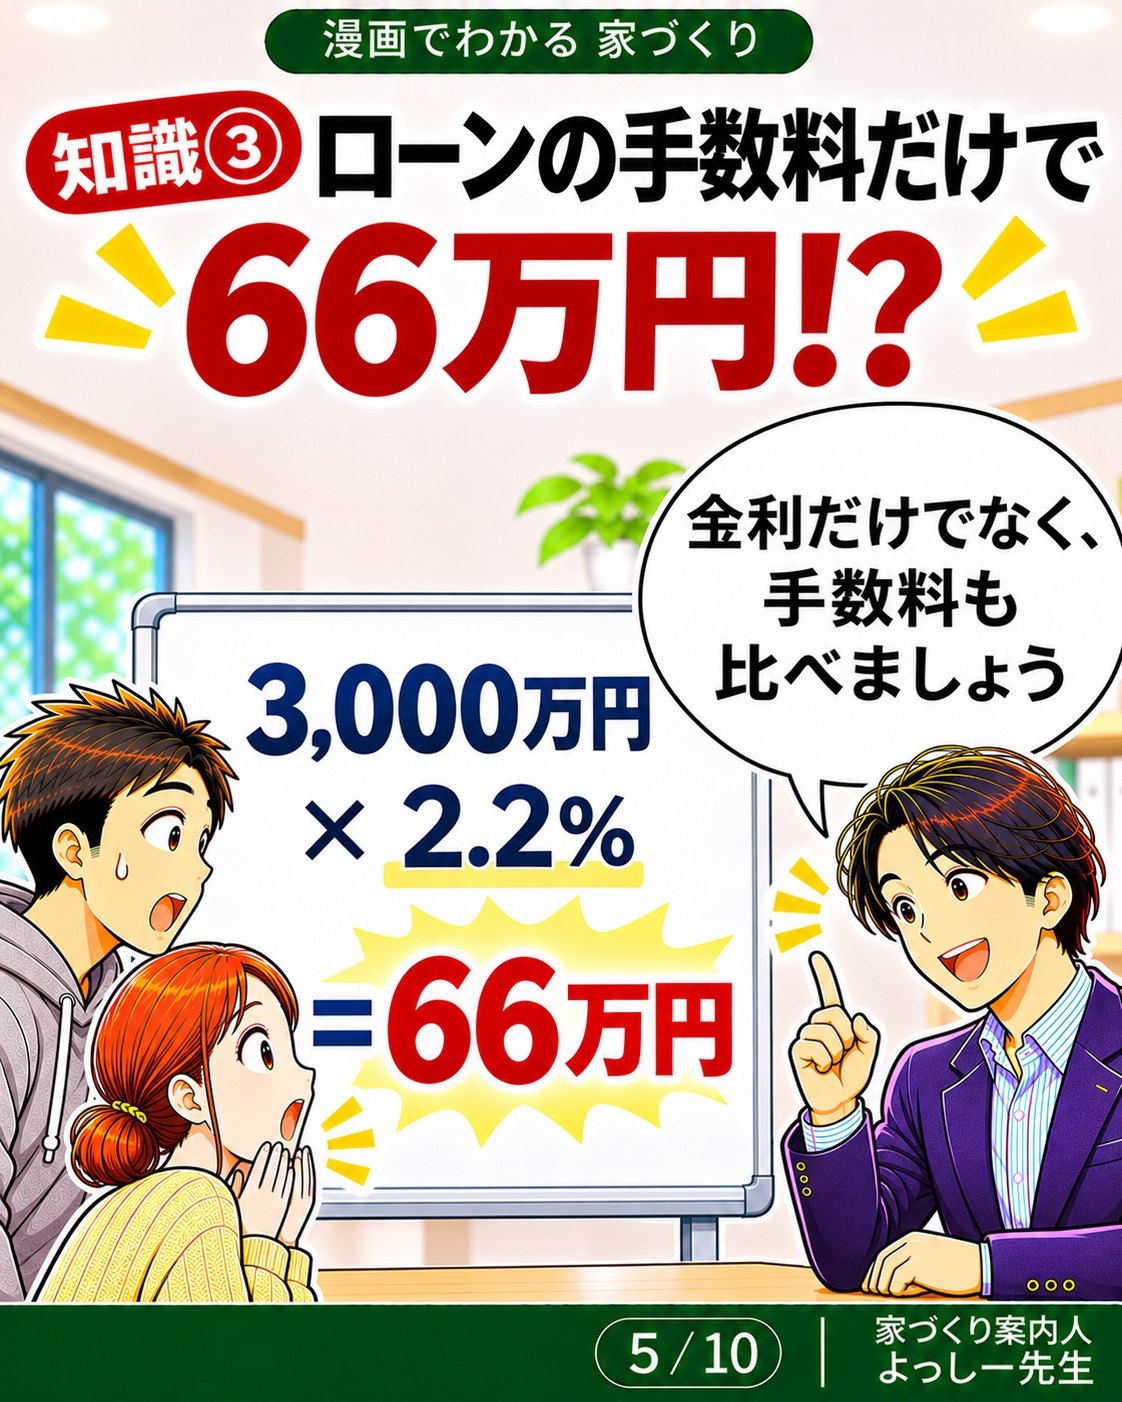 漫画でわかる 家づくり
知識③ ローンの手数料だけで
66万円!?
金利だけでなく、
手数料も
比べましょう
3,000万円
× 2.2%
=66万円
5/10
家づくり案内人
よっしー先生